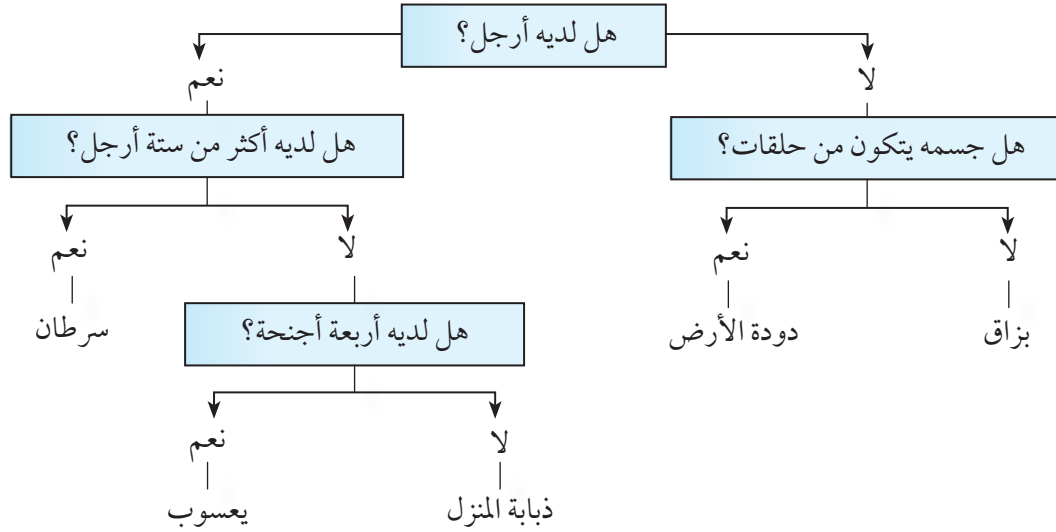 هل لديه أرجل؟
لا
نعم
هل جسمه يتكون من حلقات؟
هل لديه أكثر من ستة أرجل؟
لا
نعم
لا
نعم
بزاق
دودة الأرض
سرطان
هل لديه أربعة أجنحة؟
لا
نعم
ذبابة المنزل
يعسوب